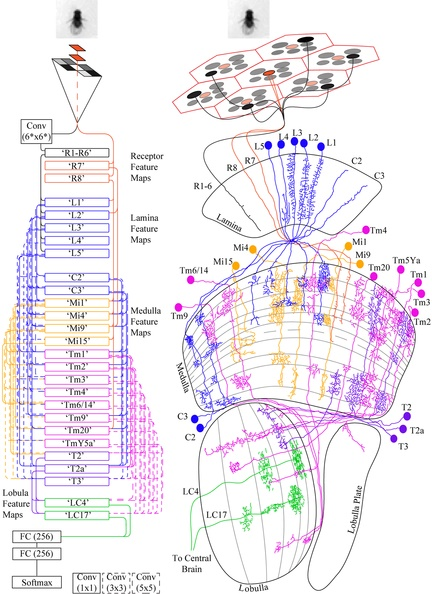 Conv
(6*x6*)
'R1-R6'
'R7'
'R8'
Receptor
Feature
Maps
'L1'
'L2'
'L3'
'L4'
'L5'
Lamina
Feature
Maps
'C2'
'C3'
'Mi1'
'Mi4'
'Mi9'
'Mi15'
'Tm1'
'Tm2'
'Tm3'
'Tm4'
'Tm6/14'
'Tm9'
'Tm20'
'TmY5a'
'T2'
'T2a'
'T3'
Medulla
Feature
Maps
Lobula
Feature
Maps
'LC4'
'LC17'
FC (256)
FC (256)
Softmax
Conv
(1x1)
Conv
(3x3)
Conv
(5x5)
L5
L4
L3
L2
L1
R8
R7
R1-6
C2
C3
Lamina
Tm4
Mi4
Mi15
Mi1
Mi9
Tm6/14
Tm20
Tm5Ya
Tm1
Tm3
Tm2
Tm9
Medulla
C3
C2
T2
T2a
T3
LC4
LC17
To Central
Brain
Lobulla
Lobulla Plate